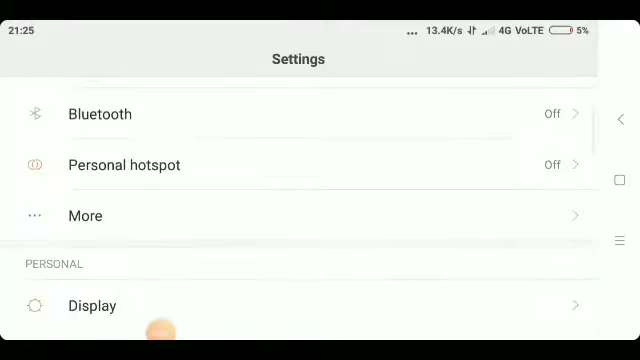 21:25 ... 13.4K/s 4G VoLTE 5%
Settings
Bluetooth Off
Personal hotspot Off
More
PERSONAL
Display